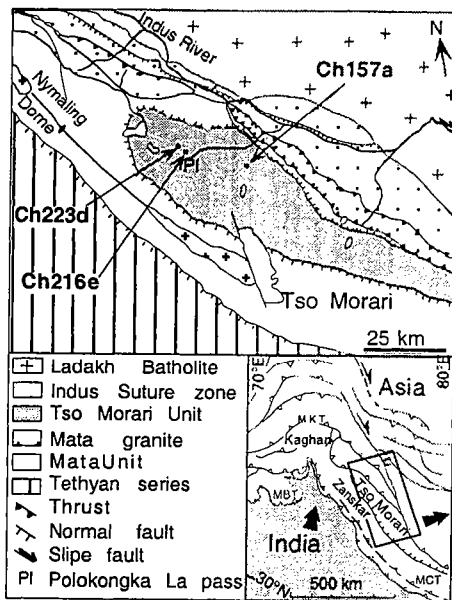 Indus River
N
Ch157a
Nymaling
Dome
Pl
Ch223d
Ch216e
Tso Morari
25 km
Ladakh Batholite
Indus Suture zone
Tso Morari Unit
Mata granite
Mata Unit
Tethyan series
Thrust
Normal fault
Slipe fault
Pl Polokongka La pass
70°E
80°E
Asia
MKT
Kaghan
MBT
Zanskar
Tso Morari
India
MCT
30°N
500 km